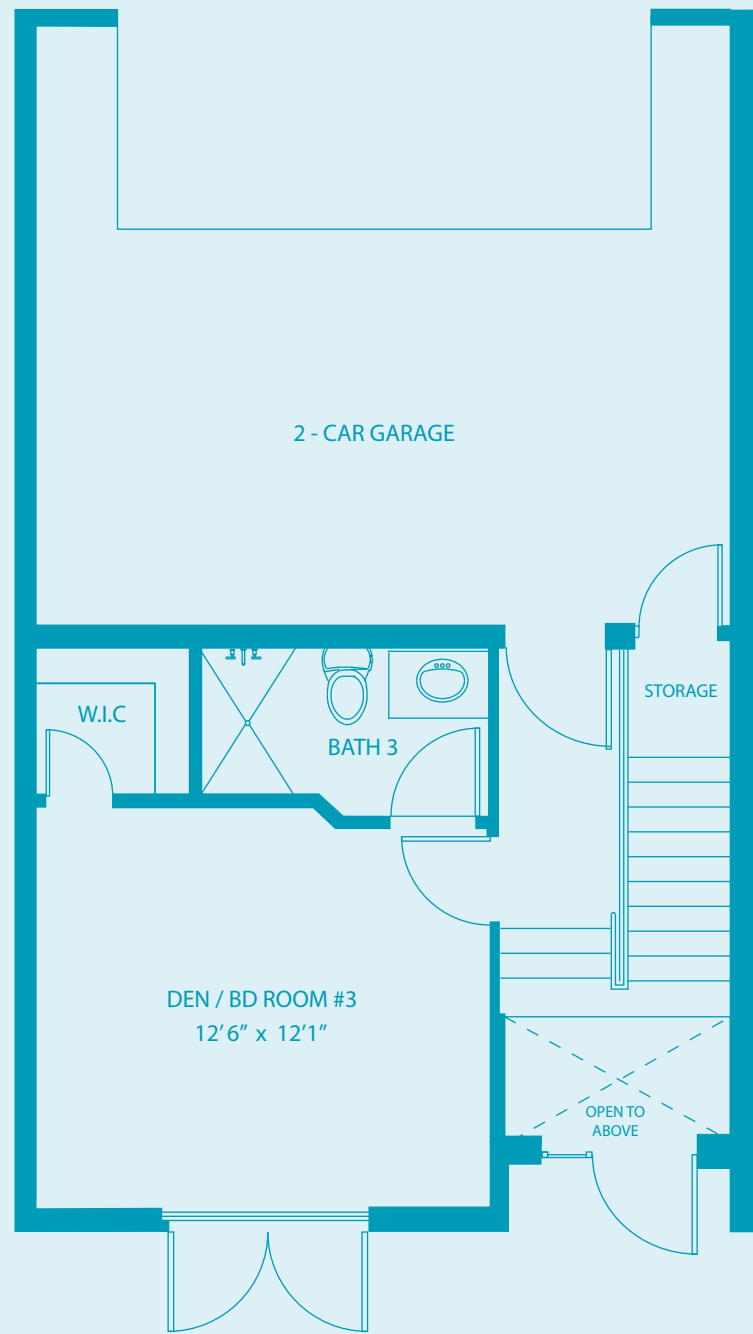 2 - CAR GARAGE
STORAGE
W.I.C
BATH 3
DEN / BD ROOM #3
12’6” x 12’1”
OPEN TO
ABOVE